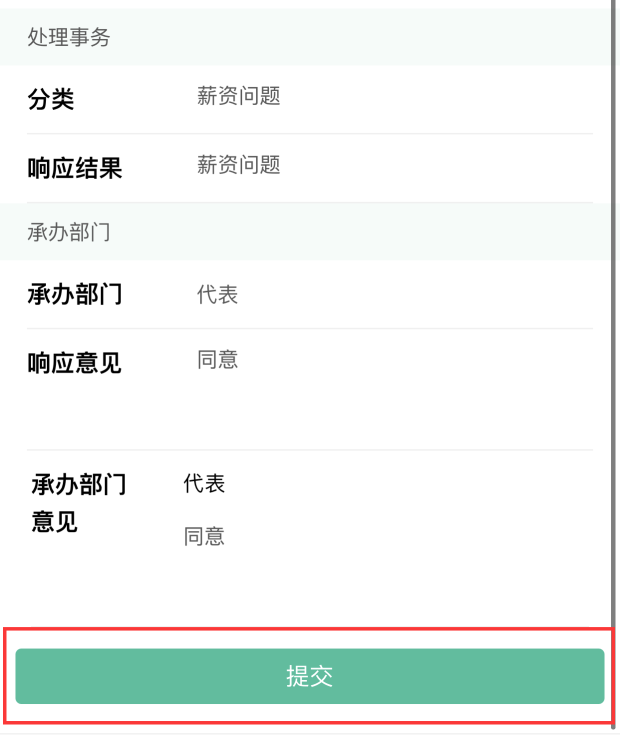 处理事务
分类 薪资问题
响应结果 薪资问题
承办部门
承办部门 代表
响应意见 同意
承办部门 代表
意见
同意
提交